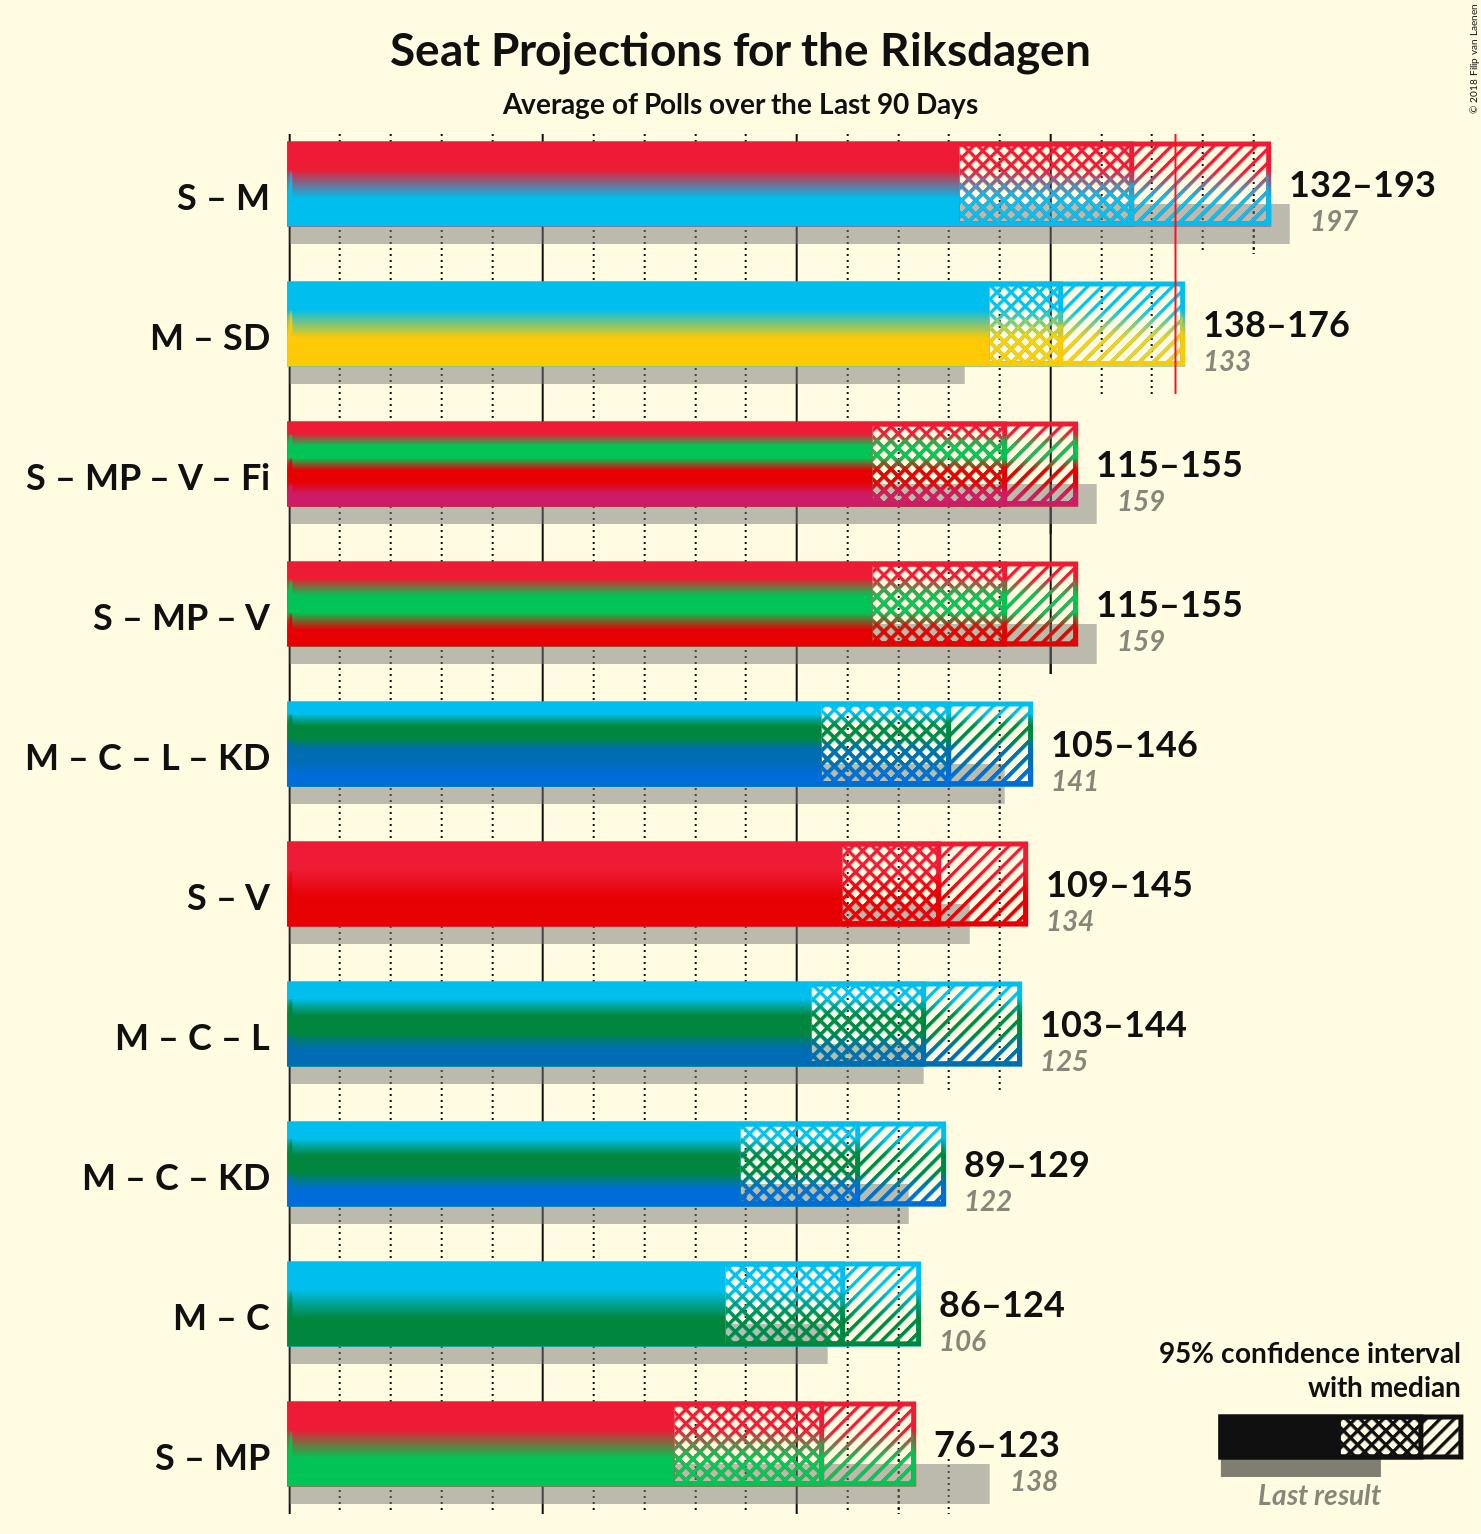 Seat Projections for the Riksdagen
Average of Polls over the Last 90 Days
© 2018 Filip van Laenen
S – M
132–193
197
M – SD
138–176
133
S – MP – V – Fi
115–155
159
S – MP – V
115–155
159
M – C – L – KD
105–146
141
S – V
109–145
134
M – C – L
103–144
125
M – C – KD
89–129
122
M – C
86–124
106
S – MP
76–123
138
95% confidence interval
with median
Last result